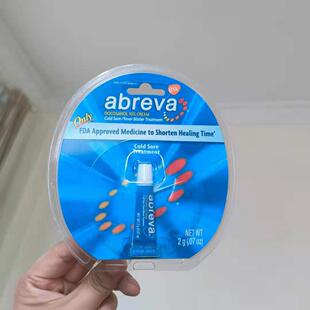 gsk
abreva
DOCOSANOL 10% CREAM
Cold Sore/Fever Blister Treatment
Only
FDA Approved Medicine to Shorten Healing Time*
Cold Sore
Treatment
abreva
NET WT
2 g (.07 oz)